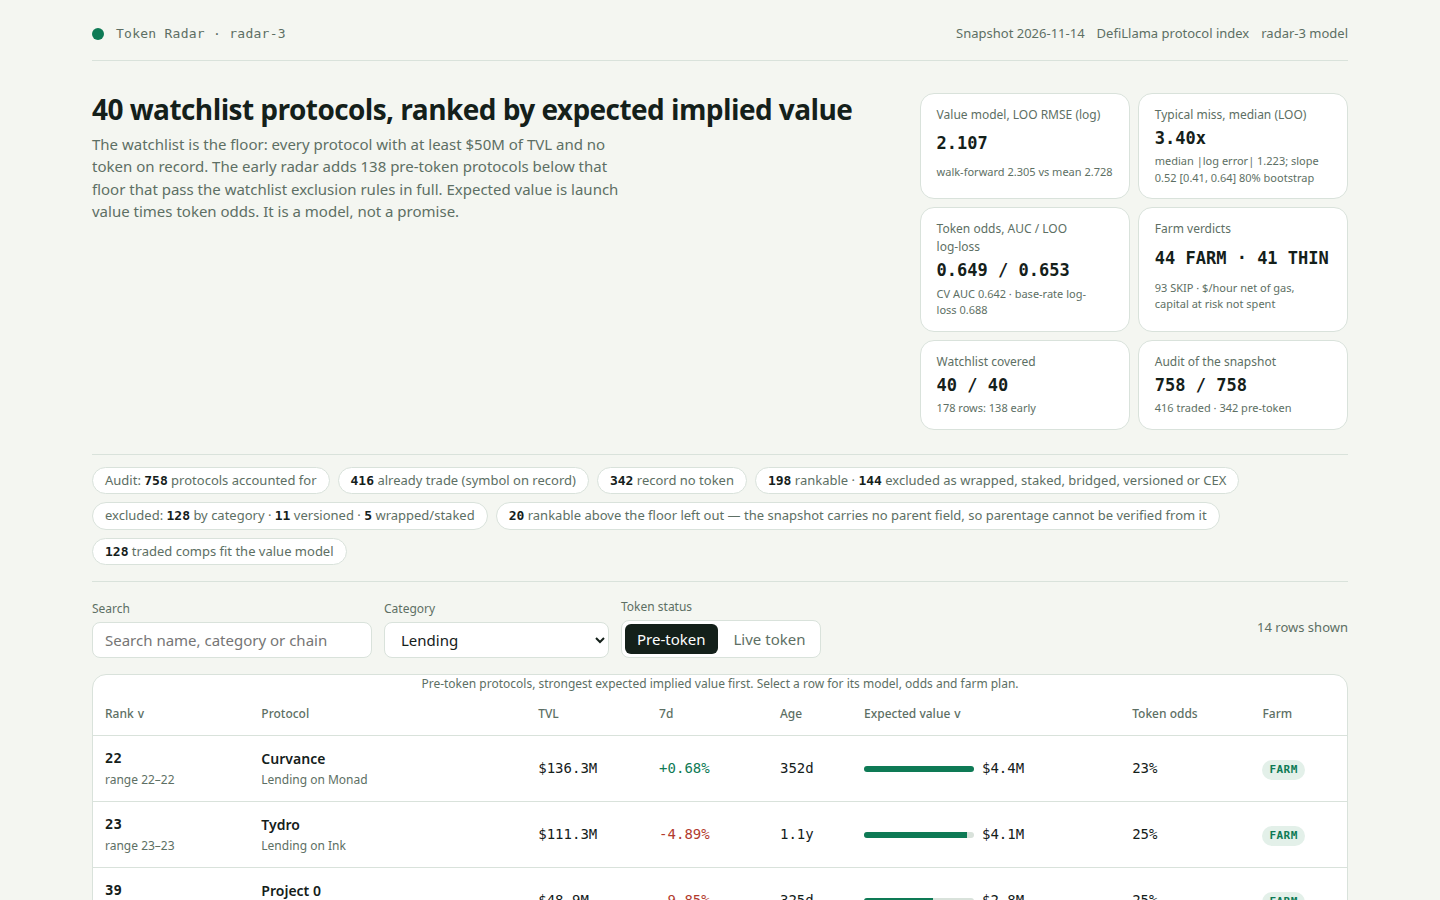 Token Radar · radar-3
Snapshot 2026-11-14 DefiLlama protocol index radar-3 model
40 watchlist protocols, ranked by expected implied value
The watchlist is the floor: every protocol with at least $50M of TVL and no
token on record. The early radar adds 138 pre-token protocols below that
floor that pass the watchlist exclusion rules in full. Expected value is launch
value times token odds. It is a model, not a promise.
Value model, LOO RMSE (log)
2.107
walk-forward 2.305 vs mean 2.728
Typical miss, median (LOO)
3.40x
median |log error| 1.223; slope
0.52 [0.41, 0.64] 80% bootstrap
Token odds, AUC / LOO
log-loss
0.649 / 0.653
CV AUC 0.642 · base-rate log-
loss 0.688
Farm verdicts
44 FARM · 41 THIN
93 SKIP · $/hour net of gas,
capital at risk not spent
Watchlist covered
40 / 40
178 rows: 138 early
Audit of the snapshot
758 / 758
416 traded · 342 pre-token
Audit: 758 protocols accounted for
416 already trade (symbol on record)
342 record no token
198 rankable · 144 excluded as wrapped, staked, bridged, versioned or CEX
excluded: 128 by category · 11 versioned · 5 wrapped/staked
20 rankable above the floor left out — the snapshot carries no parent field, so parentage cannot be verified from it
128 traded comps fit the value model
Search
Search name, category or chain
Category
Lending
Token status
Pre-token Live token
14 rows shown
Pre-token protocols, strongest expected implied value first. Select a row for its model, odds and farm plan.
Rank v Protocol TVL 7d Age Expected value v Token odds Farm
22 Curvance $136.3M +0.68% 352d $4.4M 23% FARM
range 22–22 Lending on Monad
23 Tydro $111.3M -4.89% 1.1y $4.1M 25% FARM
range 23–23 Lending on Ink
39 Project 0 $48.9M -9.85% 325d $2.8M 25% FARM